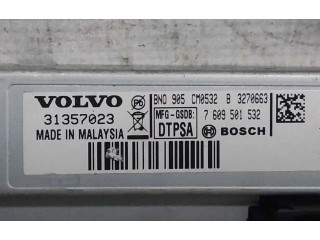 VOLVO
31357023
MADE IN MALAYSIA
BNO 905 CM0532 B 3270663
MFG-GSDB:
DTPSA
7 609 501 532
BOSCH